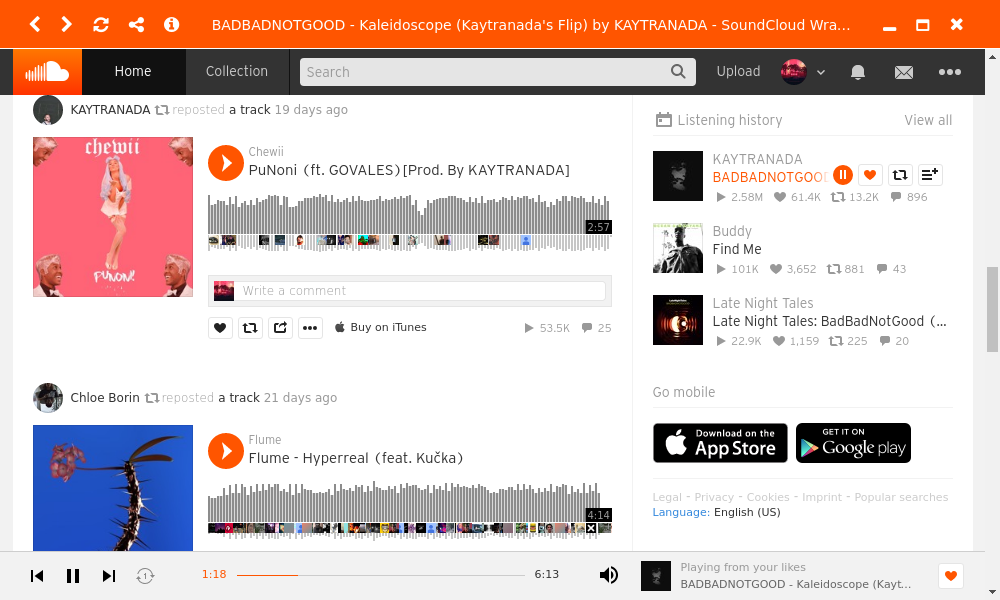 BADBADNOTGOOD - Kaleidoscope (Kaytranada's Flip) by KAYTRANADA - SoundCloud Wra...
Home
Collection
Search
Upload
KAYTRANADA reposted a track 19 days ago
chewii
PUNONI!
Chewii
PuNoni (ft. GOVALES)[Prod. By KAYTRANADA]
2:57
Write a comment
Buy on iTunes
53.5K
25
Chloe Borin reposted a track 21 days ago
Flume
Flume - Hyperreal (feat. Kučka)
4:14
Listening history
View all
KAYTRANADA
BADBADNOTGOO
2.58M 61.4K 13.2K 896
Buddy
Find Me
101K 3,652 881 43
Late Night Tales
Late Night Tales: BadBadNotGood (...
22.9K 1,159 225 20
Go mobile
Download on the
App Store
GET IT ON
Google play
Legal - Privacy - Cookies - Imprint - Popular searches
Language: English (US)
1
1:18
6:13
Playing from your likes
BADBADNOTGOOD - Kaleidoscope (Kayt...